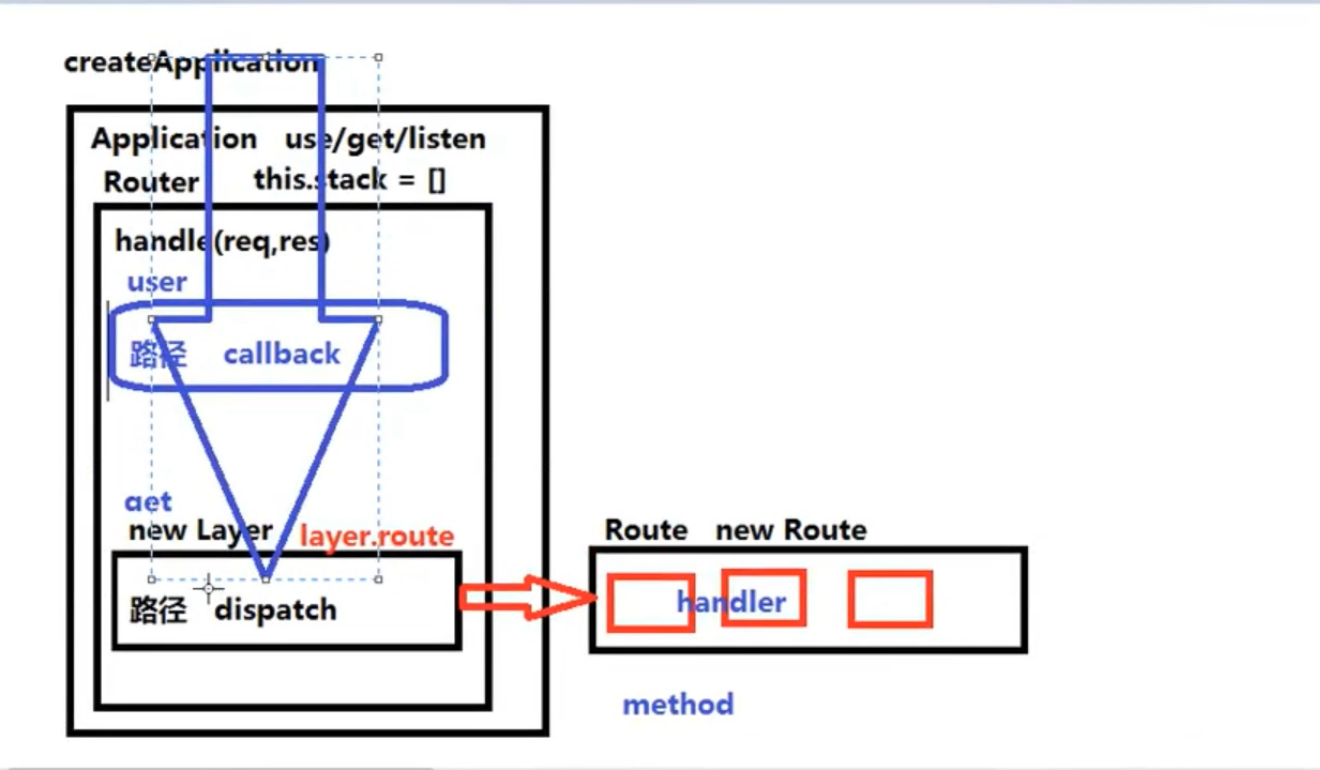 createApplication
Application use/get/listen
Router this.stack = []
handle(req,res)
user
路径 callback
get
new Layer layer.route
Route new Route
路径 dispatch
handler
method